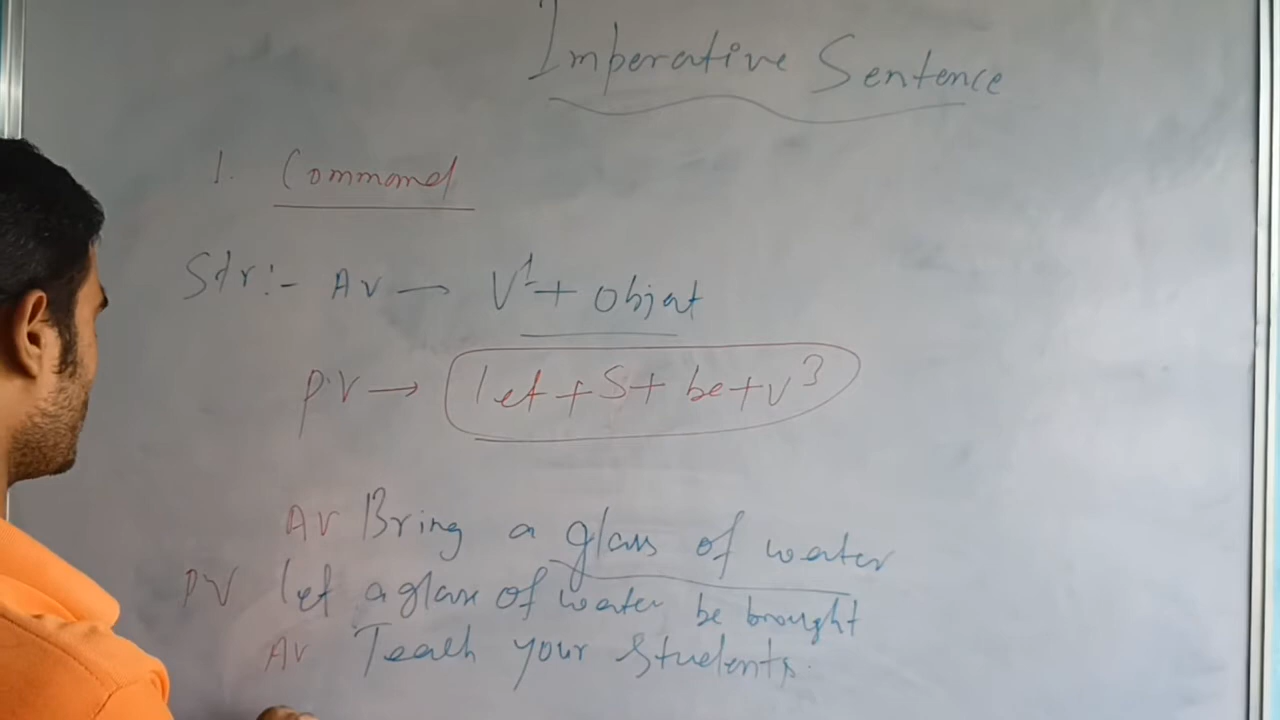 Imperative Sentence
1. Command
Str:- AV → V¹ + Object
P.V → let + S + be + v³
AV Bring a glass of water
PV let a glass of water be brought
AV Teach your students.